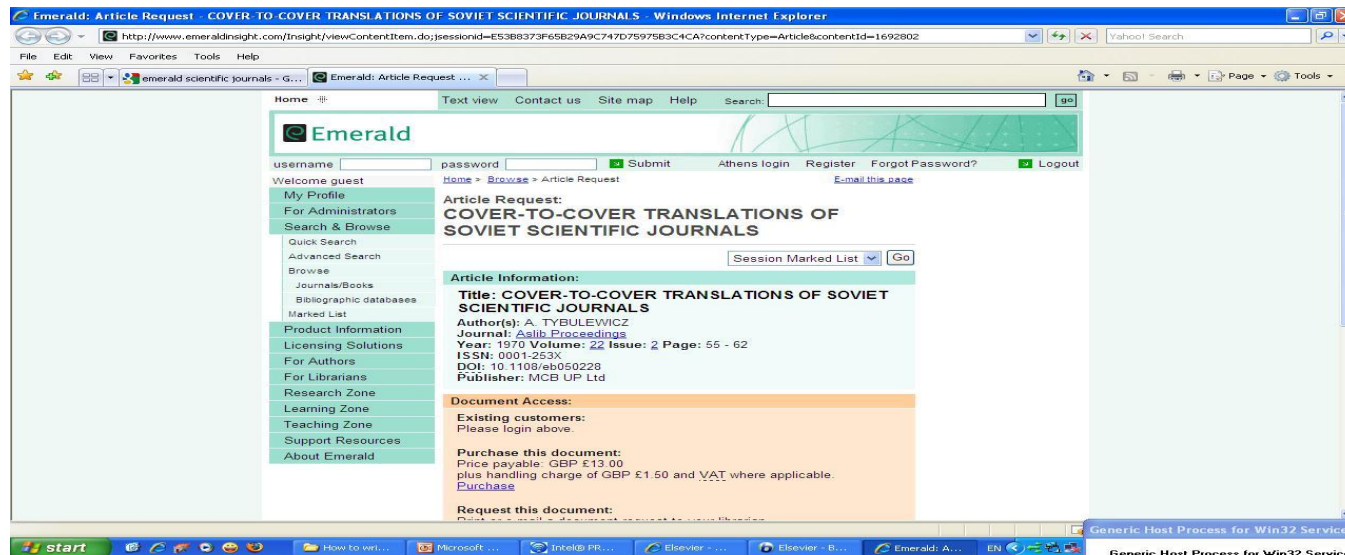 Emerald: Article Request - COVER-TO-COVER TRANSLATIONS OF SOVIET SCIENTIFIC JOURNALS - Windows Internet Explorer
http://www.emeraldinsight.com/Insight/viewContentItem.do;jsessionid=E53B8373F65B29A9C747D75975B3C4CA?contentType=Article&contentId=1692802
Yahoo! Search
File Edit View Favorites Tools Help
emerald scientific journals - G... Emerald: Article Request ... Page Tools
Home Text view Contact us Site map Help Search: go
Emerald
username password Submit Athens login Register Forgot Password? Logout
Welcome guest Home > Browse > Article Request E-mail this page
My Profile
For Administrators
Search & Browse
Quick Search
Advanced Search
Browse
Journals/Books
Bibliographic databases
Marked List
Product Information
Licensing Solutions
For Authors
For Librarians
Research Zone
Learning Zone
Teaching Zone
Support Resources
About Emerald
Article Request:
COVER-TO-COVER TRANSLATIONS OF
SOVIET SCIENTIFIC JOURNALS
Session Marked List Go
Article Information:
Title: COVER-TO-COVER TRANSLATIONS OF SOVIET
SCIENTIFIC JOURNALS
Author(s): A. TYBULEWICZ
Journal: Aslib Proceedings
Year: 1970 Volume: 22 Issue: 2 Page: 55 - 62
ISSN: 0001-253X
DOI: 10.1108/eb050228
Publisher: MCB UP Ltd
Document Access:
Existing customers:
Please login above.
Purchase this document:
Price payable: GBP £13.00
plus handling charge of GBP £1.50 and VAT where applicable.
Purchase
Request this document:
Print or e-mail a document request to your librarian
Generic Host Process for Win32 Service
start How to wri... Microsoft ... Intel® PR... Elsevier - ... Elsevier - B... Emerald: A... EN
Generic Host Process for Win32 Service